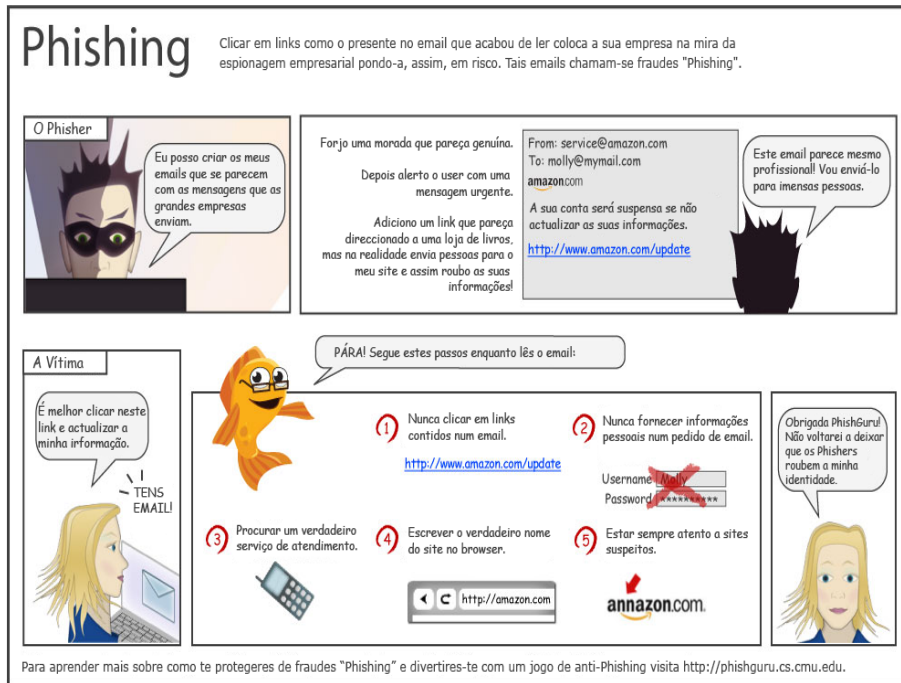 Phishing
Clicar em links como o presente no email que acabou de ler coloca a sua empresa na mira da
espionagem empresarial pondo-a, assim, em risco. Tais emails chamam-se fraudes "Phishing".
O Phisher
Eu posso criar os meus
emails que se parecem
com as mensagens que as
grandes empresas
enviam.
Forjo uma morada que pareça genuína.
Depois alerto o user com uma
mensagem urgente.
Adiciono um link que pareça
direccionado a uma loja de livros,
mas na realidade envia pessoas para o
meu site e assim roubo as suas
informações!
From: service@amazon.com
To: molly@mymail.com
amazon.com
A sua conta será suspensa se não
actualizar as suas informações.
http://www.amazon.com/update
Este email parece mesmo
profissional! Vou enviá-lo
para imensas pessoas.
A Vítima
É melhor clicar neste
link e actualizar a
minha informação.
TENS
EMAIL!
PÁRA! Segue estes passos enquanto lês o email:
1 Nunca clicar em links
contidos num email.
http://www.amazon.com/update
2 Nunca fornecer informações
pessoais num pedido de email.
Username Molly
Password **********
3 Procurar um verdadeiro
serviço de atendimento.
4 Escrever o verdadeiro nome
do site no browser.
http://amazon.com
5 Estar sempre atento a sites
suspeitos.
annazon.com.
Obrigada PhishGuru!
Não voltarei a deixar
que os Phishers
roubem a minha
identidade.
Para aprender mais sobre como te protegeres de fraudes “Phishing” e divertires-te com um jogo de anti-Phishing visita http://phishguru.cs.cmu.edu.